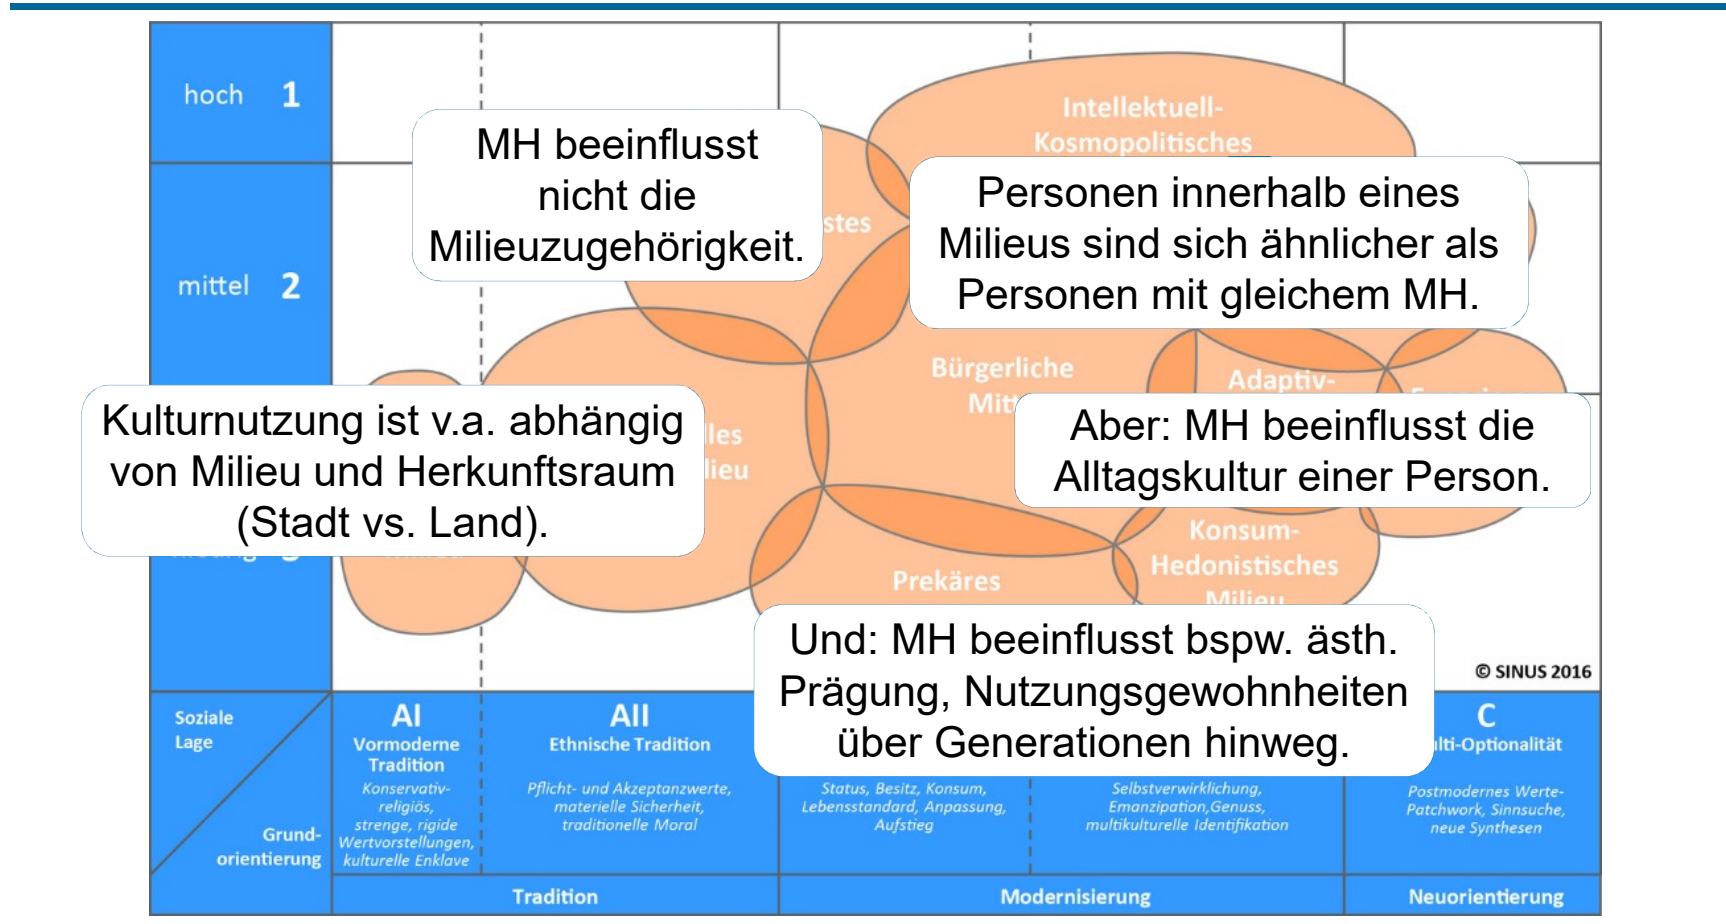 hoch 1
Intellektuell-
Kosmopolitisches
MH beeinflusst
nicht die
Milieuzugehörigkeit.
Personen innerhalb eines
Milieus sind sich ähnlicher als
Personen mit gleichem MH.
mittel 2
Bürgerliche
Adaptiv-
Kulturnutzung ist v.a. abhängig
von Milieu und Herkunftsraum
(Stadt vs. Land).
Aber: MH beeinflusst die
Alltagskultur einer Person.
Konsum-
Hedonistisches
Milieu
Prekäres
Und: MH beeinflusst bspw. ästh.
Prägung, Nutzungsgewohnheiten
über Generationen hinweg.
© SINUS 2016
Soziale
Lage
Grund-
orientierung
AI
Vormoderne
Tradition
Konservativ-
religiös,
strenge, rigide
Wertvorstellungen,
kulturelle Enklave
AII
Ethnische Tradition
Pflicht- und Akzeptanzwerte,
materielle Sicherheit,
traditionelle Moral
Status, Besitz, Konsum,
Lebensstandard, Anpassung,
Aufstieg
Selbstverwirklichung,
Emanzipation,Genuss,
multikulturelle Identifikation
C
ulti-Optionalität
Postmodernes Werte-
Patchwork, Sinnsuche,
neue Synthesen
Tradition
Modernisierung
Neuorientierung